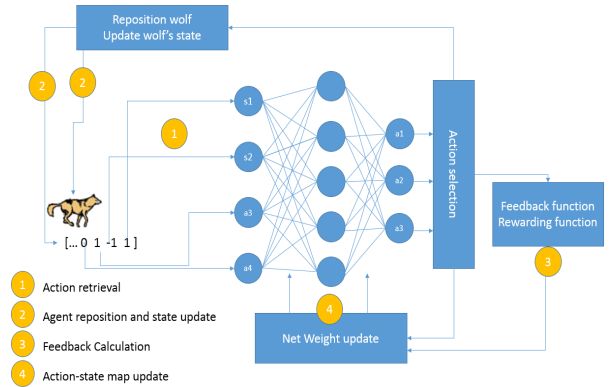 Reposition wolf
Update wolf's state
2
2
s1
1
s2
a1
a2
a3
a3
a4
Action selection
Feedback function
Rewarding function
3
[... 0 1 -1 1 ]
4
Net Weight update
1 Action retrieval
2 Agent reposition and state update
3 Feedback Calculation
4 Action-state map update